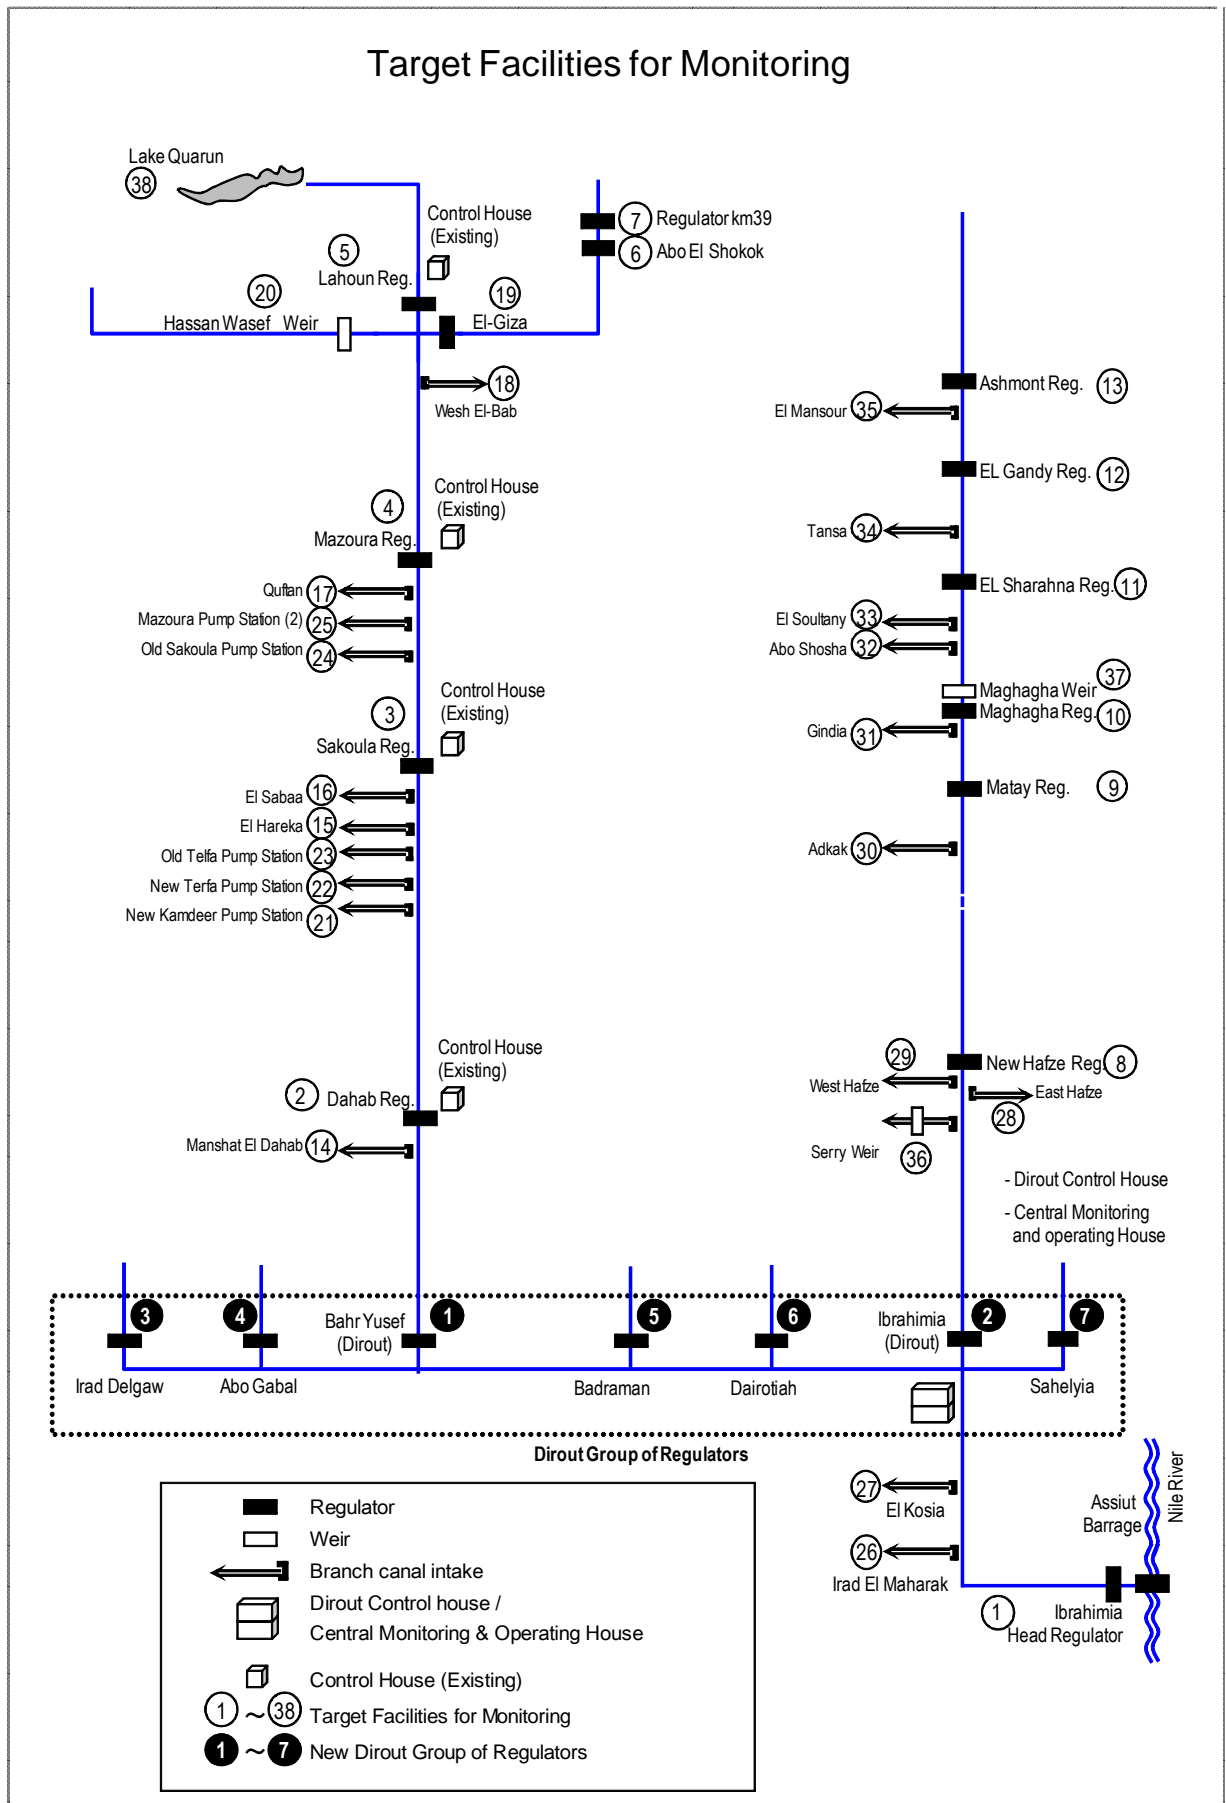 Target Facilities for Monitoring
Lake Quarun
38
Control House
(Existing)
7 Regulator km39
6 Abo El Shokok
5
Lahoun Reg.
20
Hassan Wasef Weir
19
El-Giza
18
Wesh El-Bab
Ashmont Reg. 13
El Mansour 35
EL Gandy Reg. 12
4
Mazoura Reg.
Control House
(Existing)
Tansa 34
Quftan 17
Mazoura Pump Station (2) 25
Old Sakoula Pump Station 24
EL Sharahna Reg. 11
El Soultany 33
Abo Shosha 32
3
Sakoula Reg.
Control House
(Existing)
Maghagha Weir 37
Maghagha Reg. 10
Gindia 31
Matay Reg. 9
El Sabaa 16
El Hareka 15
Old Telfa Pump Station 23
New Terfa Pump Station 22
New Kamdeer Pump Station 21
Adkak 30
2 Dahab Reg.
Control House
(Existing)
Manshat El Dahab 14
New Hafze Reg. 8
29
West Hafze
East Hafze
28
Serry Weir 36
- Dirout Control House
- Central Monitoring
and operating House
3
4
Bahr Yusef
(Dirout)
1
5
6
Ibrahimia
(Dirout)
2
7
Irad Delgaw
Abo Gabal
Badraman
Dairotiah
Sahelyia
Dirout Group of Regulators
27
El Kosia
26
Irad El Maharak
Assiut
Barrage
Nile River
1
Ibrahimia
Head Regulator
Regulator
Weir
Branch canal intake
Dirout Control house /
Central Monitoring & Operating House
Control House (Existing)
1 ~ 38 Target Facilities for Monitoring
1 ~ 7 New Dirout Group of Regulators